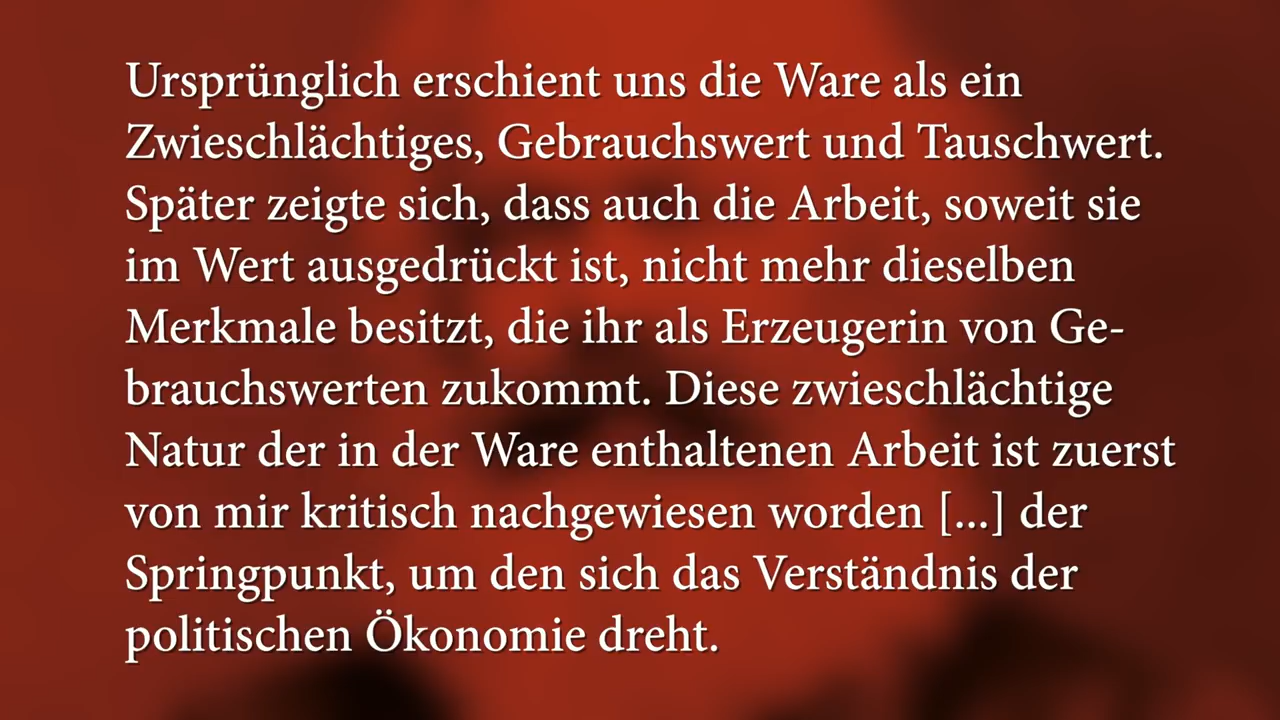 Ursprünglich erschient uns die Ware als ein
Zwieschlächtiges, Gebrauchswert und Tauschwert.
Später zeigte sich, dass auch die Arbeit, soweit sie
im Wert ausgedrückt ist, nicht mehr dieselben
Merkmale besitzt, die ihr als Erzeugerin von Ge-
brauchswerten zukommt. Diese zwieschlächtige
Natur der in der Ware enthaltenen Arbeit ist zuerst
von mir kritisch nachgewiesen worden [...] der
Springpunkt, um den sich das Verständnis der
politischen Ökonomie dreht.